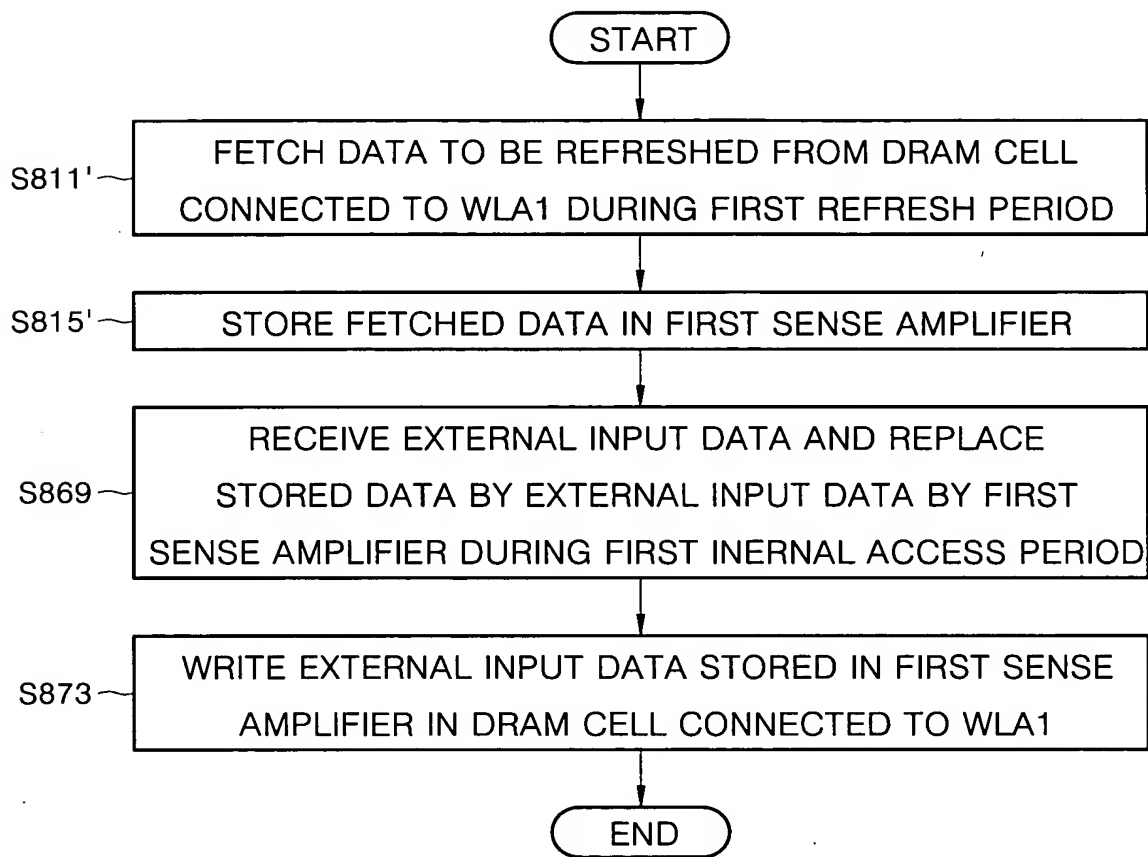 START
S811'
FETCH DATA TO BE REFRESHED FROM DRAM CELL
CONNECTED TO WLA1 DURING FIRST REFRESH PERIOD
S815'
STORE FETCHED DATA IN FIRST SENSE AMPLIFIER
S869
RECEIVE EXTERNAL INPUT DATA AND REPLACE
STORED DATA BY EXTERNAL INPUT DATA BY FIRST
SENSE AMPLIFIER DURING FIRST INERNAL ACCESS PERIOD
S873
WRITE EXTERNAL INPUT DATA STORED IN FIRST SENSE
AMPLIFIER IN DRAM CELL CONNECTED TO WLA1
END